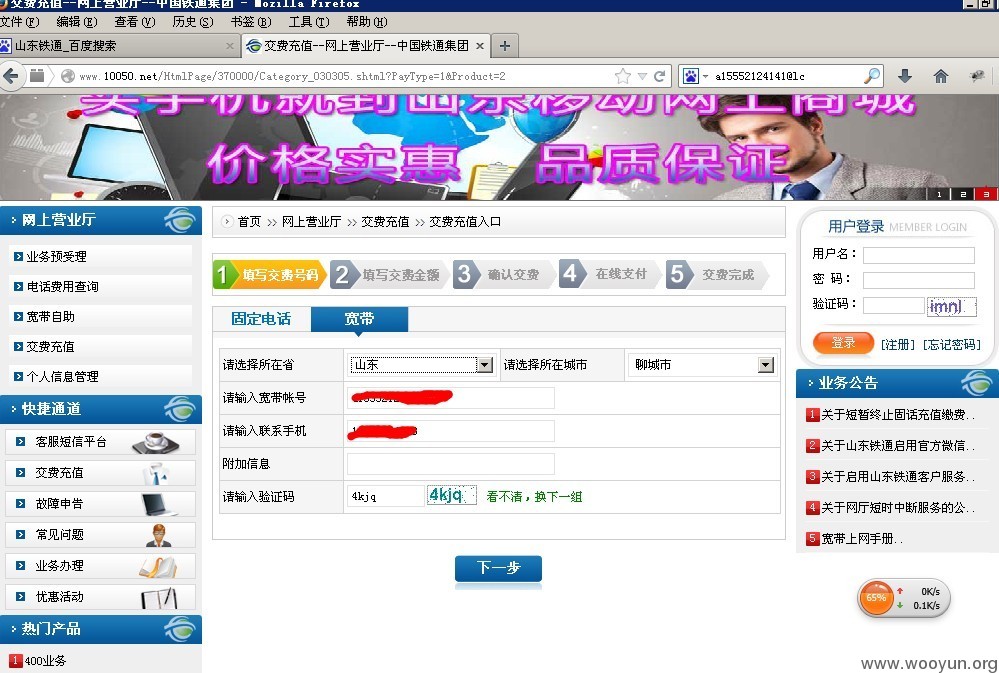 交费充值--网上营业厅--中国铁通集团 - Mozilla Firefox
文件(F) 编辑(E) 查看(V) 历史(S) 书签(B) 工具(T) 帮助(H)
山东铁通_百度搜索 × 交费充值--网上营业厅--中国铁通集团 × +
www.10050.net/HtmlPage/370000/Category_030305.shtml?PayType=1&Product=2
a155521241410lc
买手机就到山东移动网上商城
价格实惠 品质保证
1 2 3
网上营业厅
业务预受理
电话费用查询
宽带自助
交费充值
个人信息管理
快捷通道
客服短信平台
交费充值
故障申告
常见问题
业务办理
优惠活动
热门产品
1 400业务
首页 >> 网上营业厅 >> 交费充值 >> 交费充值入口
1 填写交费号码 2 填写交费金额 3 确认交费 4 在线支付 5 交费完成
固定电话 宽带
请选择所在省 山东 请选择所在城市 聊城市
请输入宽带帐号
请输入联系手机
附加信息
请输入验证码 4kjq 4kjq 看不清，换下一组
下一步
用户登录 MEMBER LOGIN
用户名：
密 码：
验证码： imnl
登录 [注册] [忘记密码]
业务公告
1 关于短暂终止固话充值缴费..
2 关于山东铁通启用官方微信..
3 关于启用山东铁通客户服务..
4 关于网厅短时中断服务的公..
5 宽带上网手册..
65% 0K/s
0.1K/s
www.wooyun.org